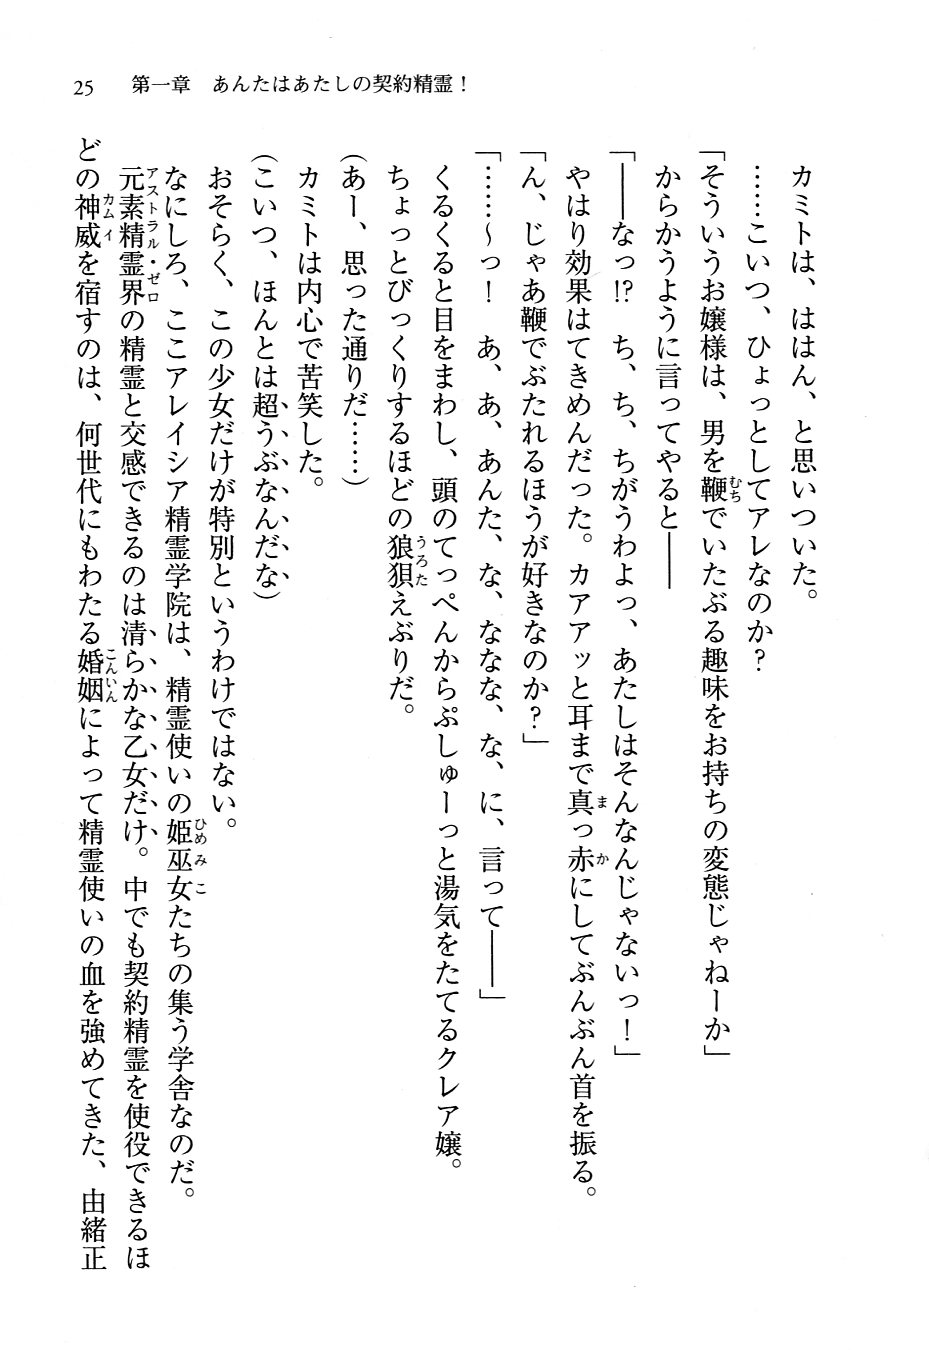 25　第一章　あんたはあたしの契約精霊！
カミトは、ははん、と思いついた。
……こいつ、ひょっとしてアレなのか？
「そういうお嬢様は、男を鞭でいたぶる趣味をお持ちの変態じゃねーか」
からかうように言ってやると――
「――なっ!?　ち、ち、ちがうわよっ、あたしはそんなんじゃないっ！」
やはり効果はてきめんだった。カアアッと耳まで真っ赤にしてぶんぶん首を振る。
「ん、じゃあ鞭でぶたれるほうが好きなのか？」
「……～っ！　あ、あ、あんた、な、ななな、な、に、言って――」
くるくると目をまわし、頭のてっぺんからぷしゅーっと湯気をたてるクレア嬢。
ちょっとびっくりするほどの狼狽えぶりだ。
（あー、思った通りだ……）
カミトは内心で苦笑した。
（こいつ、ほんとは超うぶなんだな）
おそらく、この少女だけが特別というわけではない。
なにしろ、ここアレイシア精霊学院は、精霊使いの姫巫女たちの集う学舎なのだ。
元素精霊界の精霊と交感できるのは清らかな乙女だけ。中でも契約精霊を使役できるほ
どの神威を宿すのは、何世代にもわたる婚姻によって精霊使いの血を強めてきた、由緒正